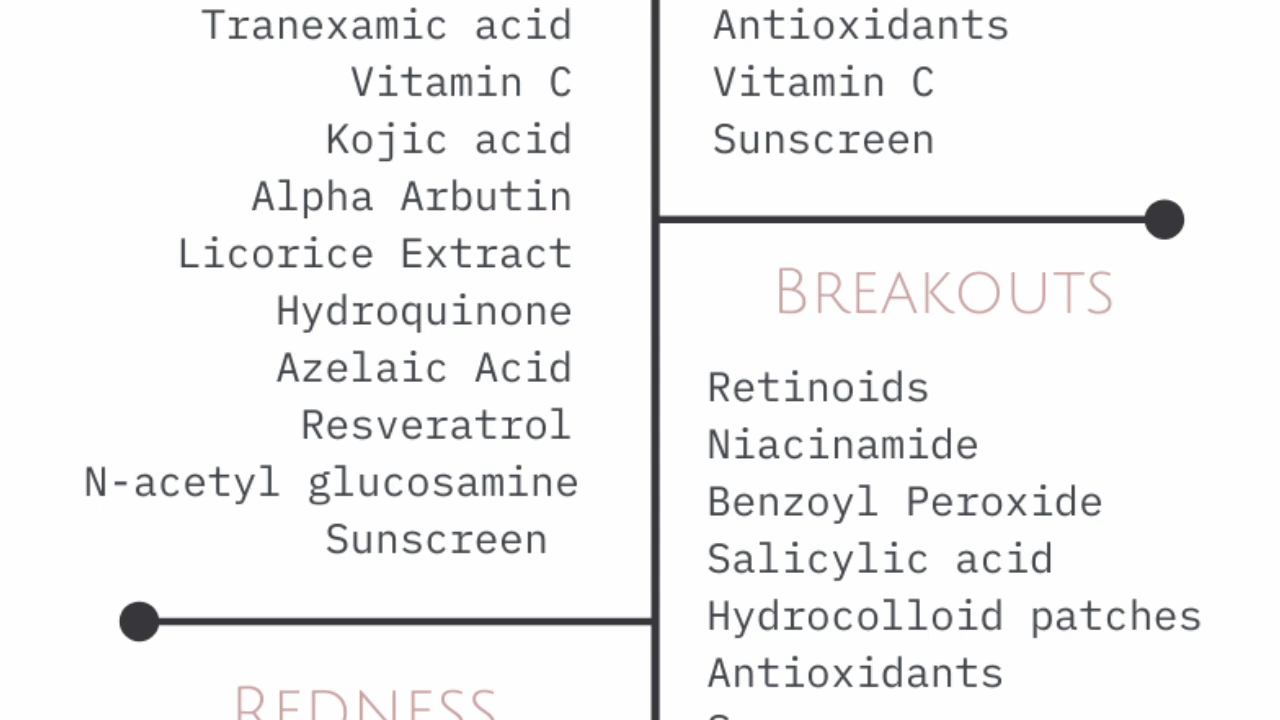 Tranexamic acid
Vitamin C
Kojic acid
Alpha Arbutin
Licorice Extract
Hydroquinone
Azelaic Acid
Resveratrol
N-acetyl glucosamine
Sunscreen
REDNESS
Antioxidants
Vitamin C
Sunscreen
BREAKOUTS
Retinoids
Niacinamide
Benzoyl Peroxide
Salicylic acid
Hydrocolloid patches
Antioxidants